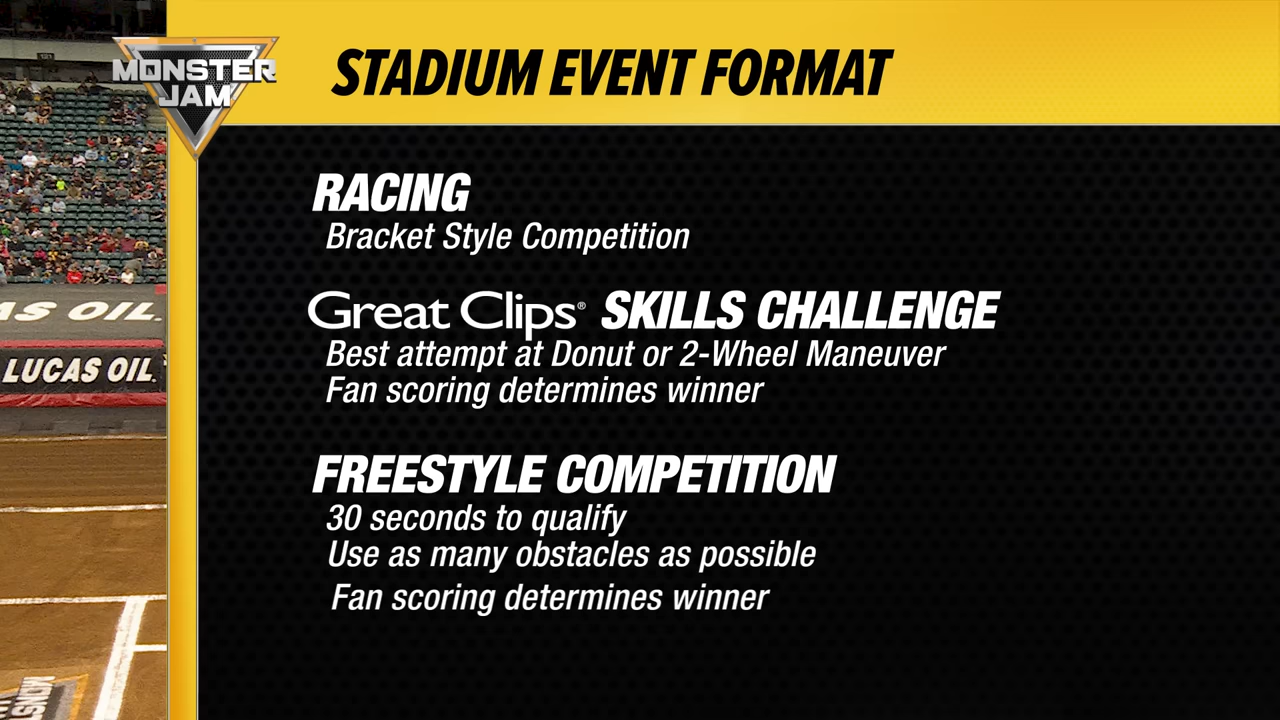 MONSTER
JAM
STADIUM EVENT FORMAT
RACING
Bracket Style Competition
Great Clips® SKILLS CHALLENGE
Best attempt at Donut or 2-Wheel Maneuver
Fan scoring determines winner
FREESTYLE COMPETITION
30 seconds to qualify
Use as many obstacles as possible
Fan scoring determines winner
AS OIL.
LUCAS OIL.
MONS